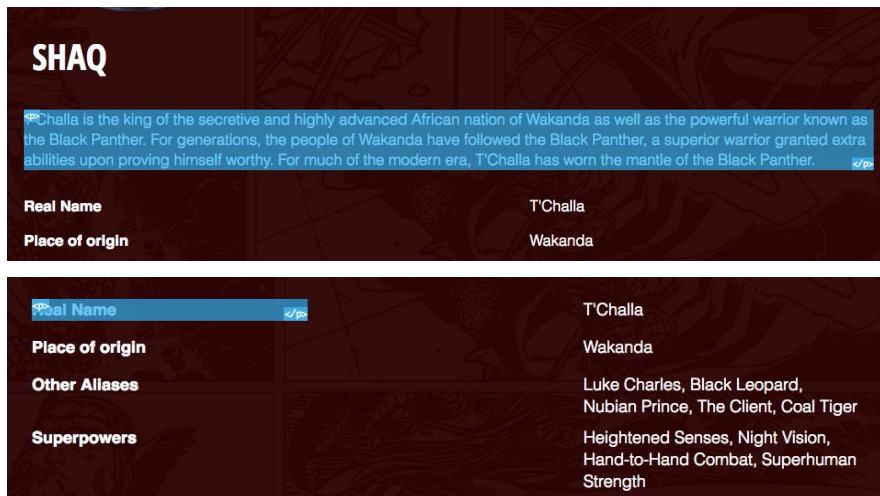 SHAQ
<p>Challa is the king of the secretive and highly advanced African nation of Wakanda as well as the powerful warrior known as
the Black Panther. For generations, the people of Wakanda have followed the Black Panther, a superior warrior granted extra
abilities upon proving himself worthy. For much of the modern era, T'Challa has worn the mantle of the Black Panther. </p>
Real Name T'Challa
Place of origin Wakanda
<p>eal Name </p> T'Challa
Place of origin Wakanda
Other Aliases Luke Charles, Black Leopard,
Nubian Prince, The Client, Coal Tiger
Superpowers Heightened Senses, Night Vision,
Hand-to-Hand Combat, Superhuman
Strength